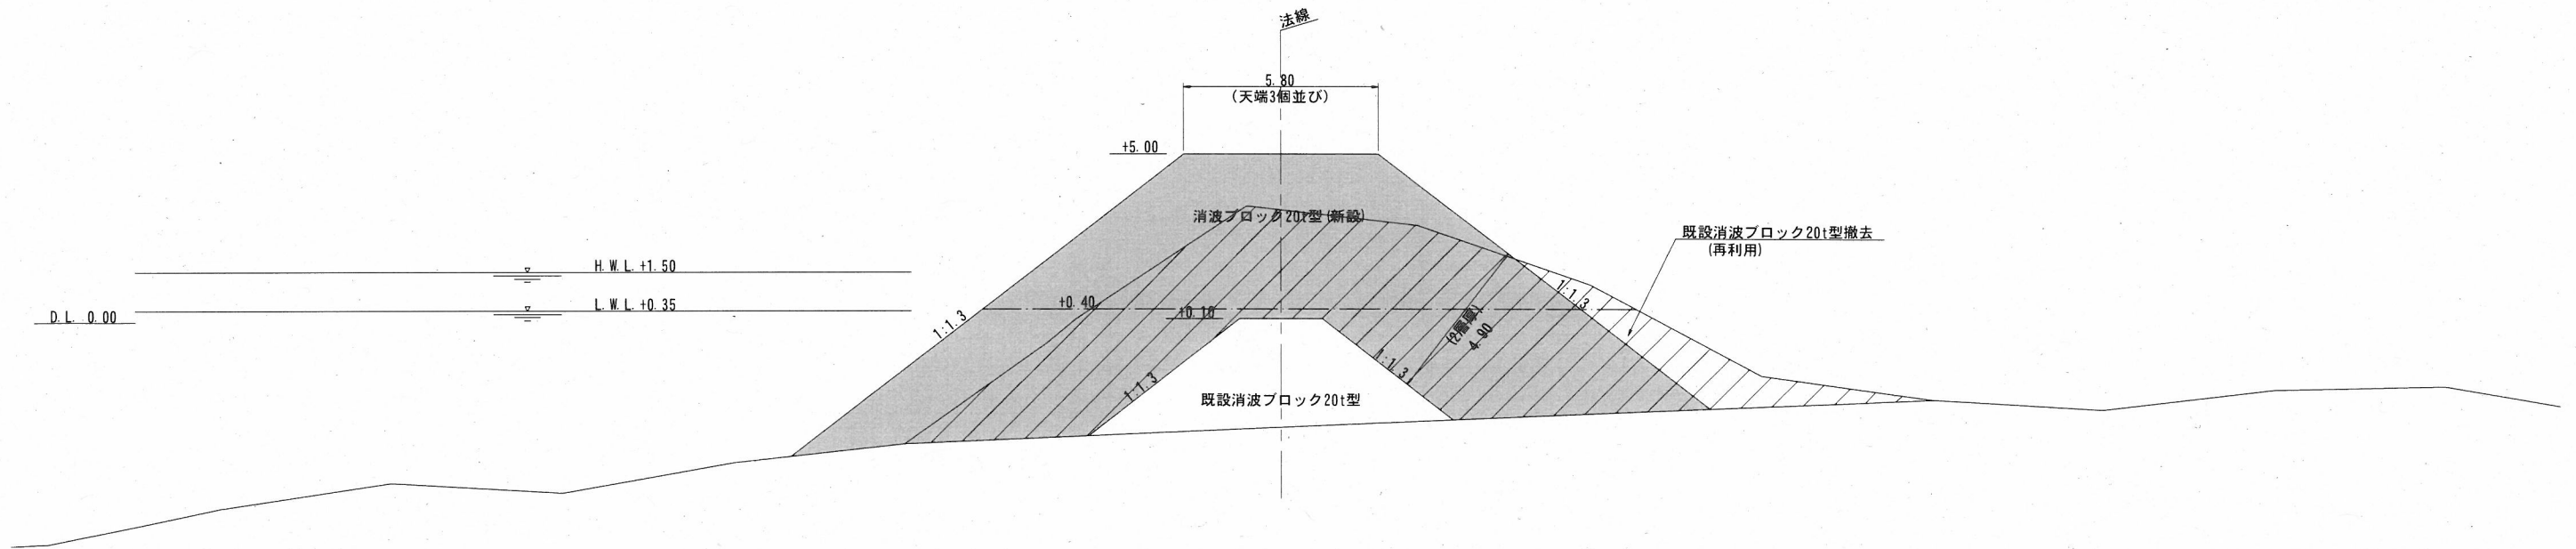 法線
5.80
(天端3個並び)
+5.00
消波ブロック20t型(新設)
既設消波ブロック20t型撤去
(再利用)
H.W.L.+1.50
L.W.L.+0.35
D.L. 0.00
+0.40
+0.10
1:1.3
1:1.3
1:1.3
1:1.3
(2層厚)
4.90
既設消波ブロック20t型